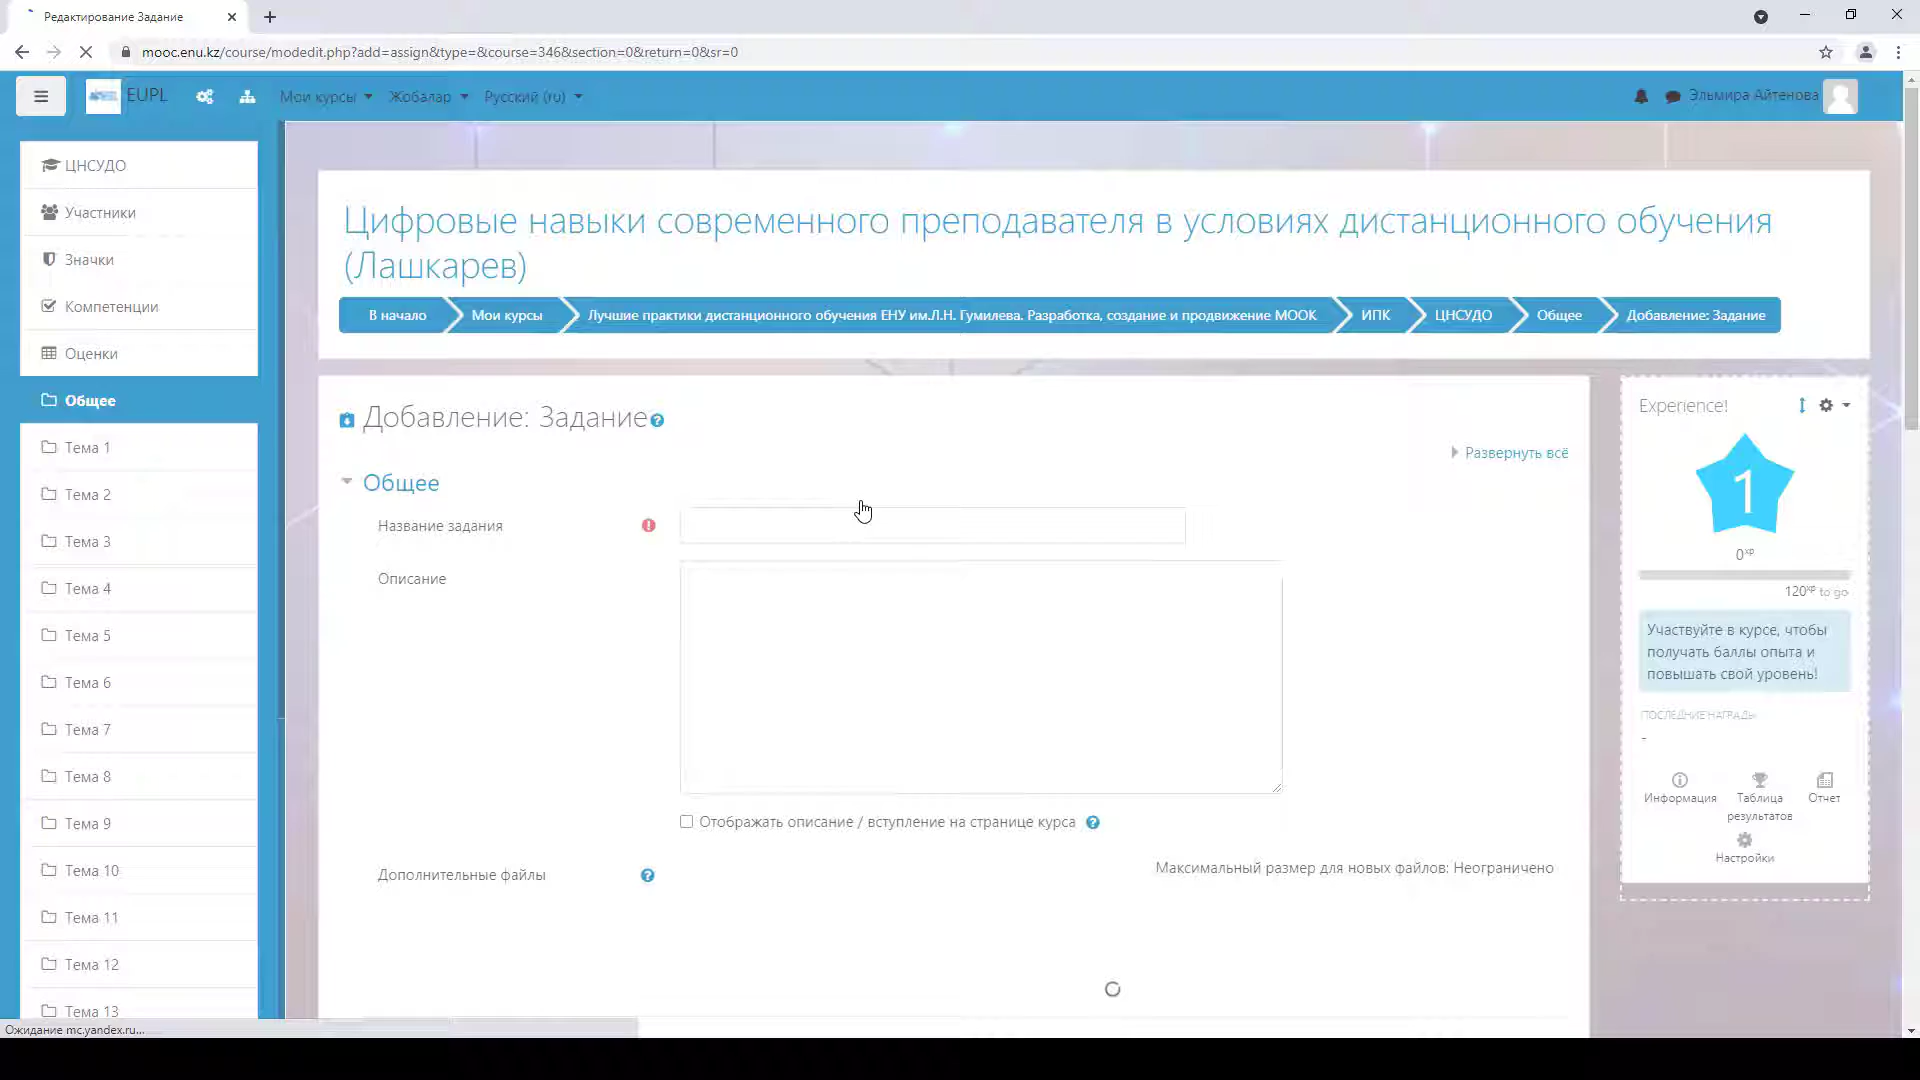 Редактирование Задание
mooc.enu.kz/course/modedit.php?add=assign&type=&course=346&section=0&return=0&sr=0
EUPL
Мои курсы
Жобалар
Русский (ru)
Эльмира Айтенова
ЦНСУДО
Участники
Значки
Компетенции
Оценки
Общее
Тема 1
Тема 2
Тема 3
Тема 4
Тема 5
Тема 6
Тема 7
Тема 8
Тема 9
Тема 10
Тема 11
Тема 12
Тема 13
Цифровые навыки современного преподавателя в условиях дистанционного обучения
(Лашкарев)
В начало
Мои курсы
Лучшие практики дистанционного обучения ЕНУ им.Л.Н. Гумилева. Разработка, создание и продвижение МООК
ИПК
ЦНСУДО
Общее
Добавление: Задание
Добавление: Задание
Развернуть всё
Общее
Название задания
Описание
Отображать описание / вступление на странице курса
Дополнительные файлы
Максимальный размер для новых файлов: Неограничено
Experience!
1
0xp
120xp to go
Участвуйте в курсе, чтобы
получать баллы опыта и
повышать свой уровень!
ПОСЛЕДНИЕ НАГРАДЫ
-
Информация
Таблица
результатов
Отчет
Настройки
Ожидание mc.yandex.ru...